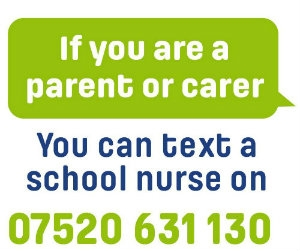 If you are a
parent or carer
You can text a
school nurse on
07520 631 130